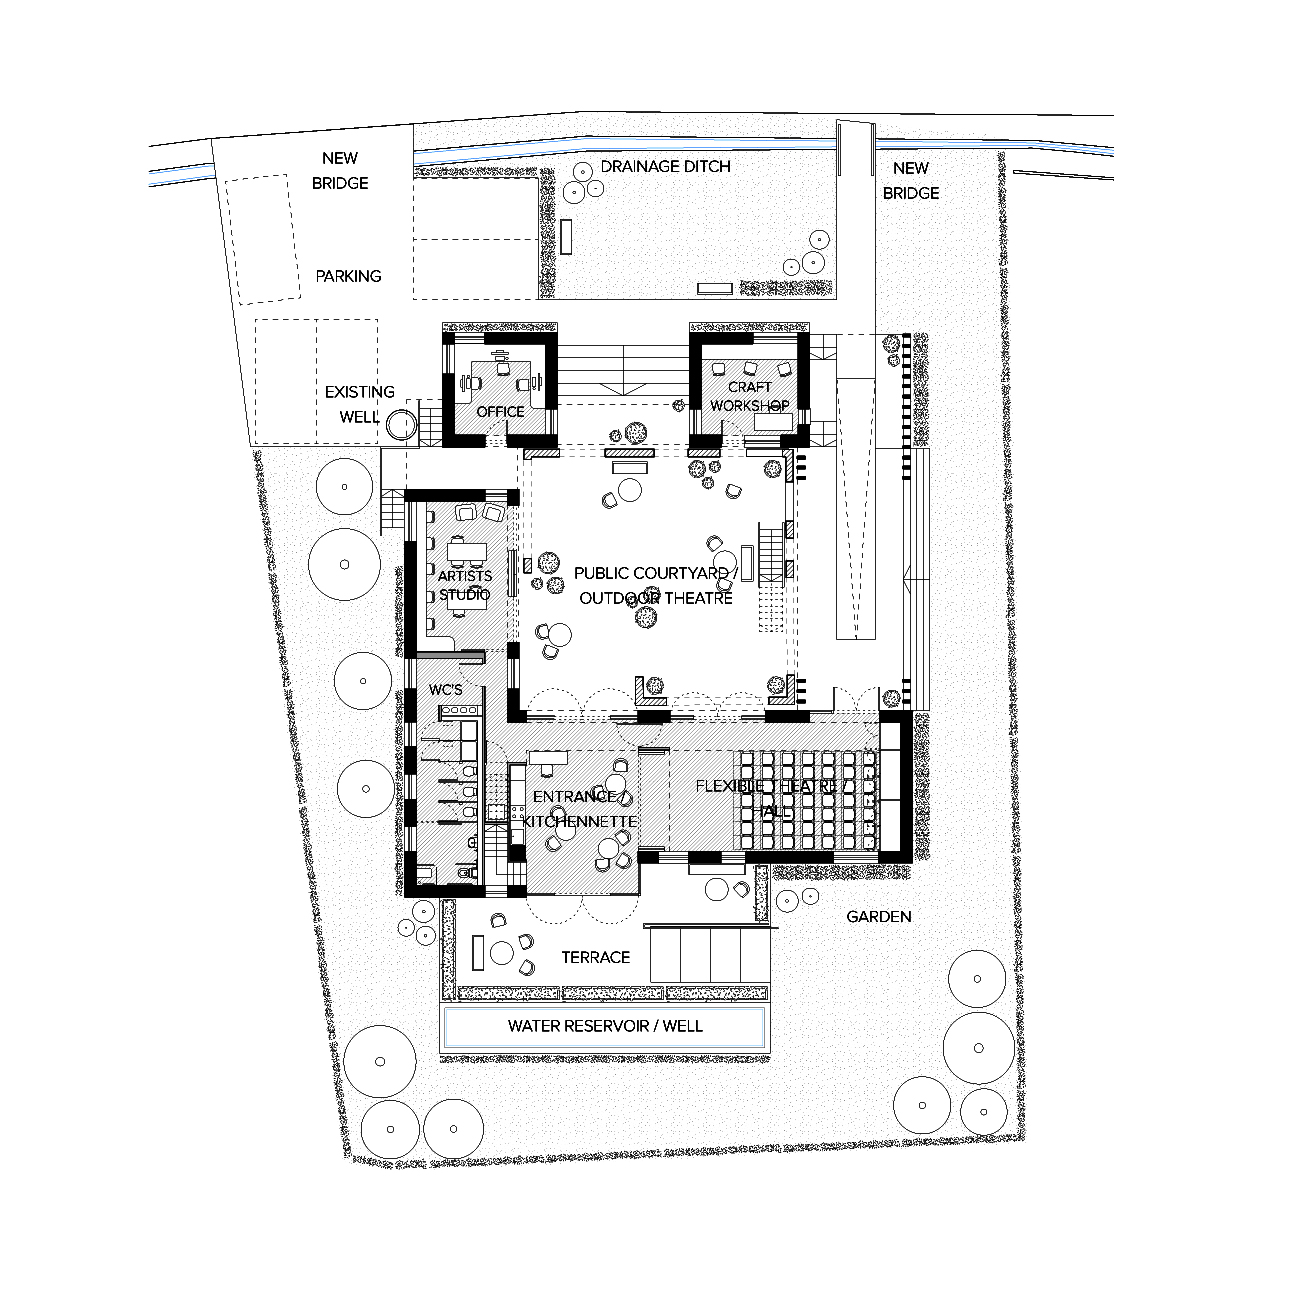 NEW
BRIDGE
DRAINAGE DITCH
NEW
BRIDGE
PARKING
EXISTING
WELL
OFFICE
CRAFT
WORKSHOP
ARTISTS
STUDIO
PUBLIC COURTYARD /
OUTDOOR THEATRE
WC'S
ENTRANCE /
KITCHENNETTE
FLEXIBLE THEATRE /
HALL
GARDEN
TERRACE
WATER RESERVOIR / WELL